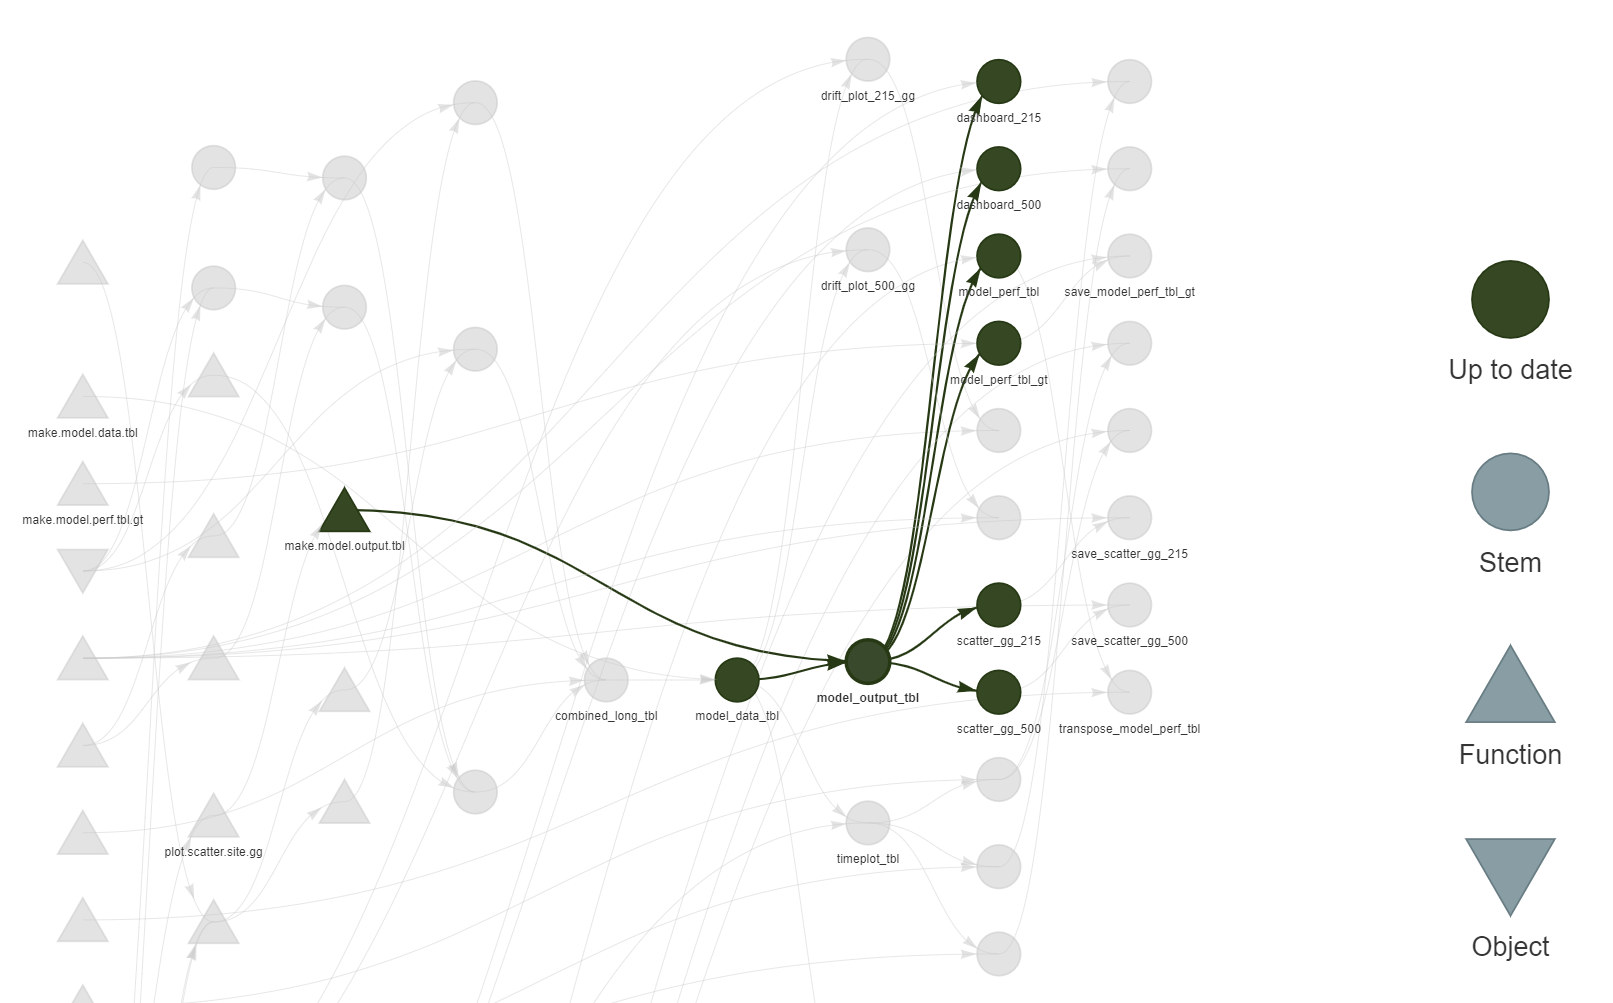 drift_plot_215_gg
dashboard_215
dashboard_500
drift_plot_500_gg
model_perf_tbl
save_model_perf_tbl_gt
model_perf_tbl_gt
make.model.data.tbl
make.model.perf.tbl.gt
make.model.output.tbl
save_scatter_gg_215
scatter_gg_215
save_scatter_gg_500
model_output_tbl
combined_long_tbl
model_data_tbl
scatter_gg_500
transpose_model_perf_tbl
plot.scatter.site.gg
timeplot_tbl
Up to date
Stem
Function
Object